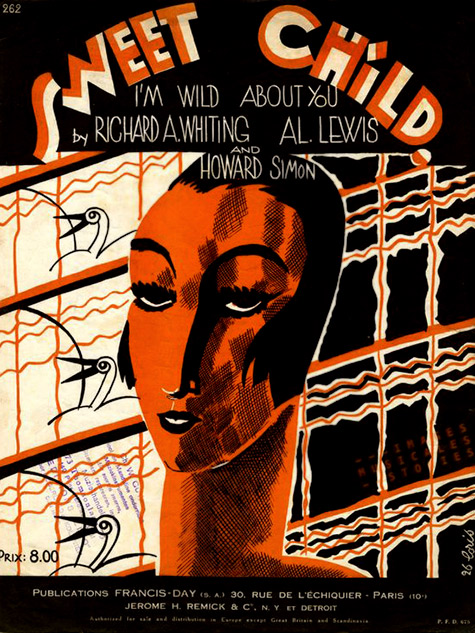 262
SWEET CHILD
I'M WILD ABOUT YOU
by RICHARD A. WHITING AL. LEWIS
AND
HOWARD SIMON
PRIX: 8.00
PUBLICATIONS FRANCIS-DAY (S. A.) 30, RUE DE L'ÉCHIQUIER - PARIS (10e)
JEROME H. REMICK & Co, N. Y ET DETROIT
Authorized for sale and distribution in Europe except Great Britain and Scandinavia